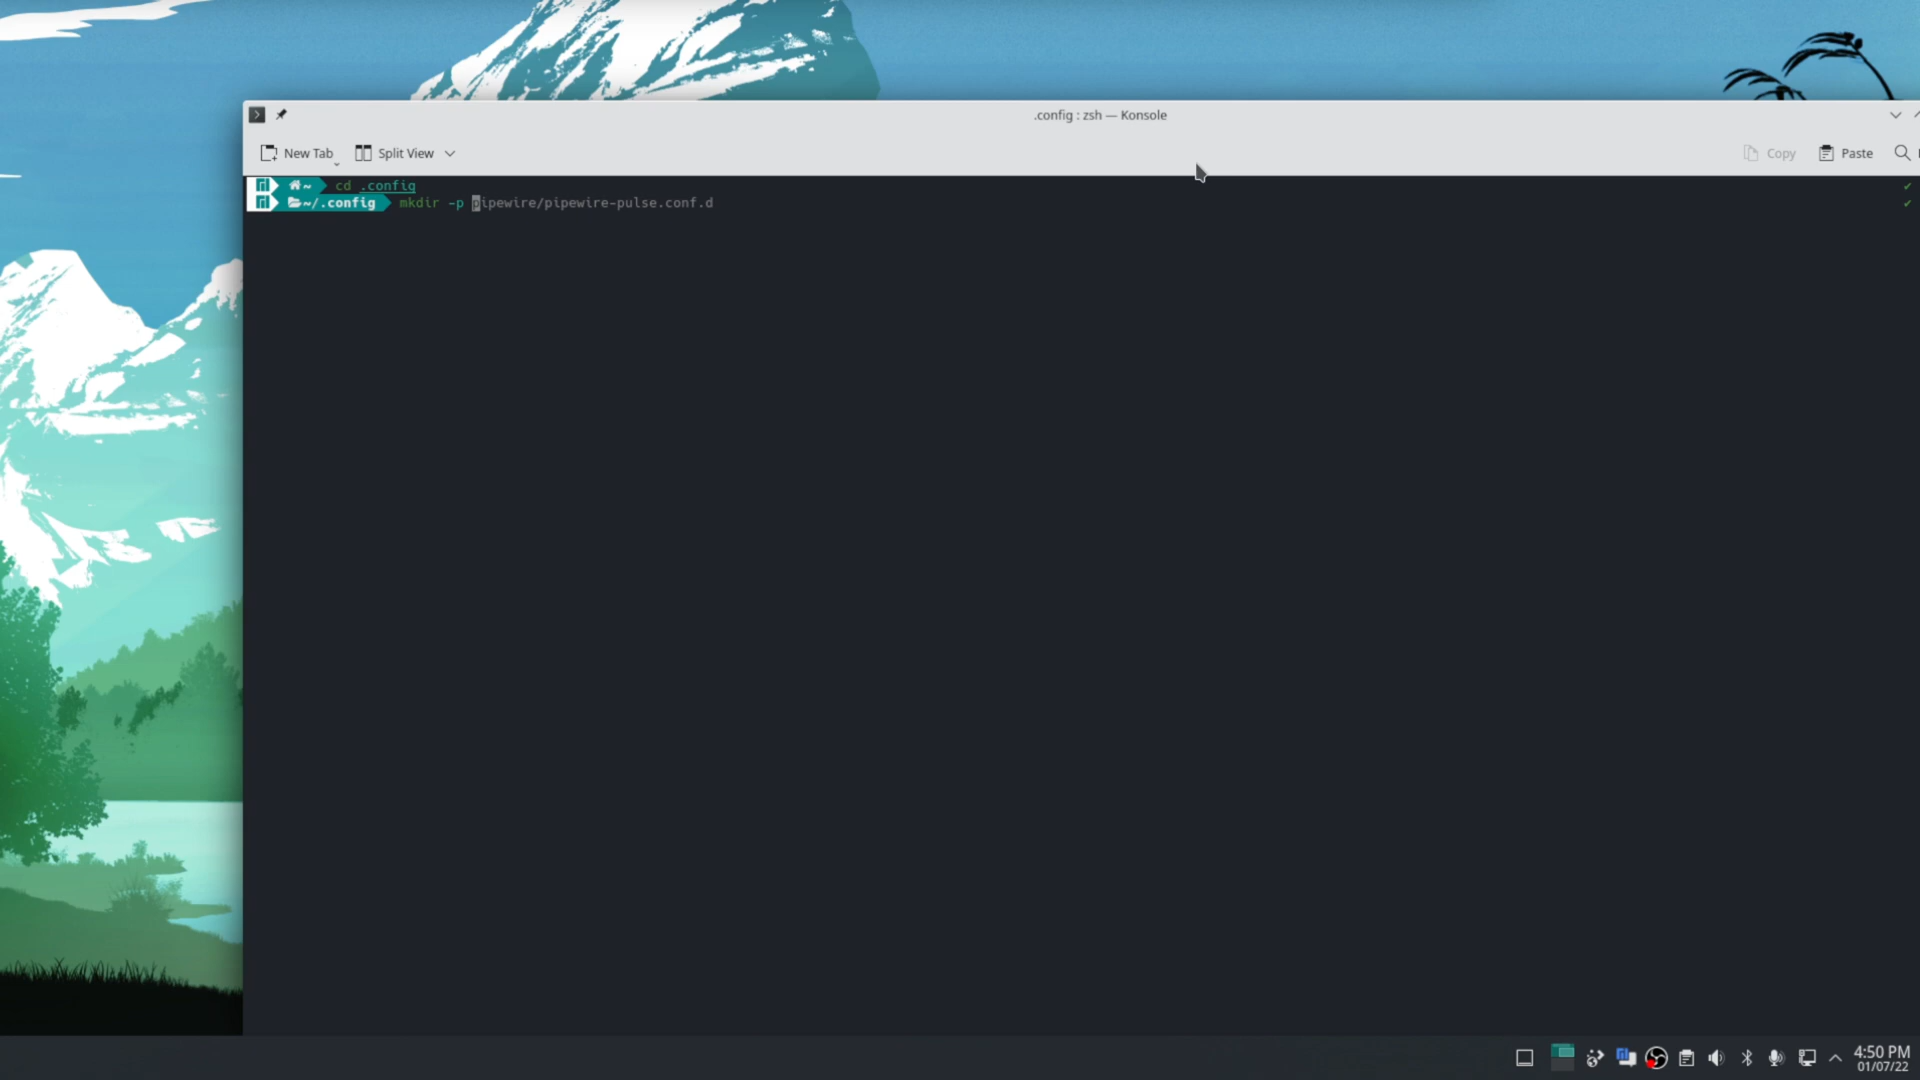 .config : zsh — Konsole
New Tab Split View Copy Paste
~ cd .config
~/.config mkdir -p pipewire/pipewire-pulse.conf.d
4:50 PM
01/07/22